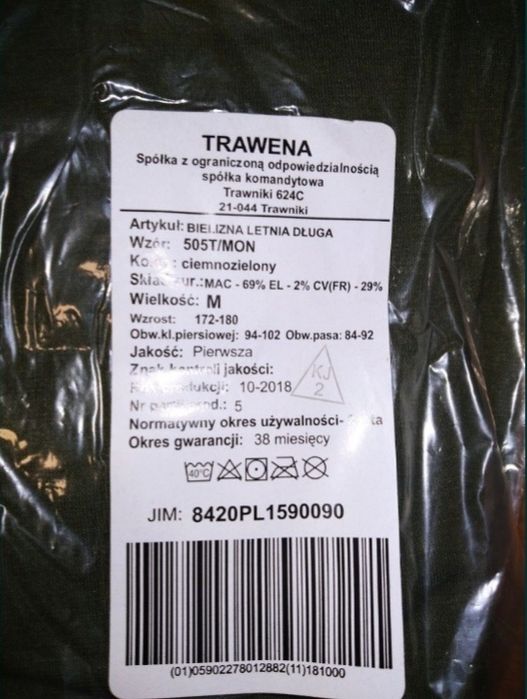 TRAWENA
Spółka z ograniczoną odpowiedzialnością
spółka komandytowa
Trawniki 624C
21-044 Trawniki
Artykuł: BIELIZNA LETNIA DŁUGA
Wzór: 505T/MON
ciemnozielony
MAC - 69% EL - 2% CV(FR) - 29%
Wielkość: M
Wzrost: 172-180
Obw.kl.piersiowej: 94-102 Obw.pasa: 84-92
Jakość: Pierwsza
Znak kontroli jakości:
KJ
2
10-2018
5
Normatywny okres używalności-
Okres gwarancji: 38 miesięcy
40°C
JIM: 8420PL1590090
(01)05902278012882(11)181000